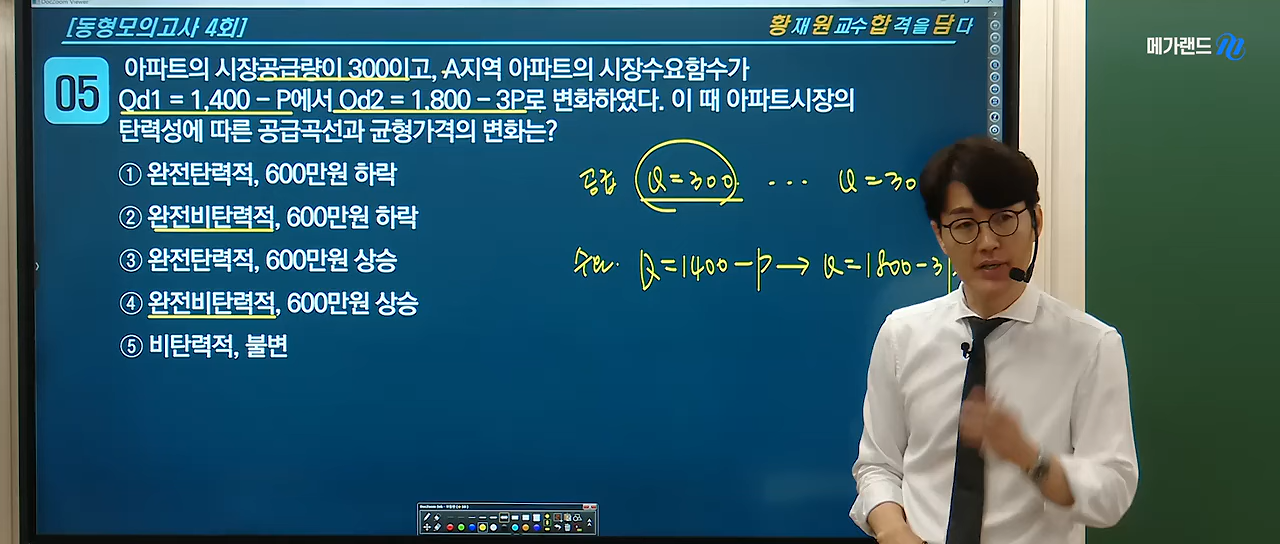 DocZoom Viewer
[동형모의고사 4회]
황재원교수합격을담다
메가랜드
05
아파트의 시장공급량이 300이고, A지역 아파트의 시장수요함수가
Qd1 = 1,400 - P에서 Qd2 = 1,800 - 3P로 변화하였다. 이 때 아파트시장의
탄력성에 따른 공급곡선과 균형가격의 변화는?
① 완전탄력적, 600만원 하락
② 완전비탄력적, 600만원 하락
③ 완전탄력적, 600만원 상승
④ 완전비탄력적, 600만원 상승
⑤ 비탄력적, 불변
공급 Q=300 ... Q=30
수요. Q=1400-P → Q=1800-3P